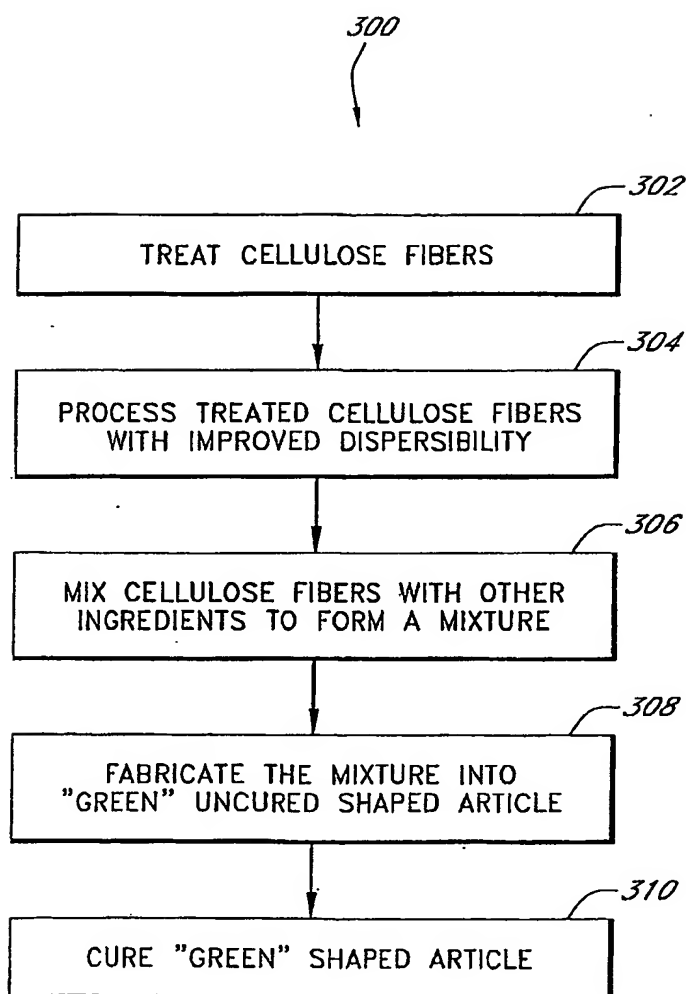 300
302
TREAT CELLULOSE FIBERS
304
PROCESS TREATED CELLULOSE FIBERS
WITH IMPROVED DISPERSIBILITY
306
MIX CELLULOSE FIBERS WITH OTHER
INGREDIENTS TO FORM A MIXTURE
308
FABRICATE THE MIXTURE INTO
"GREEN" UNCURED SHAPED ARTICLE
310
CURE "GREEN" SHAPED ARTICLE